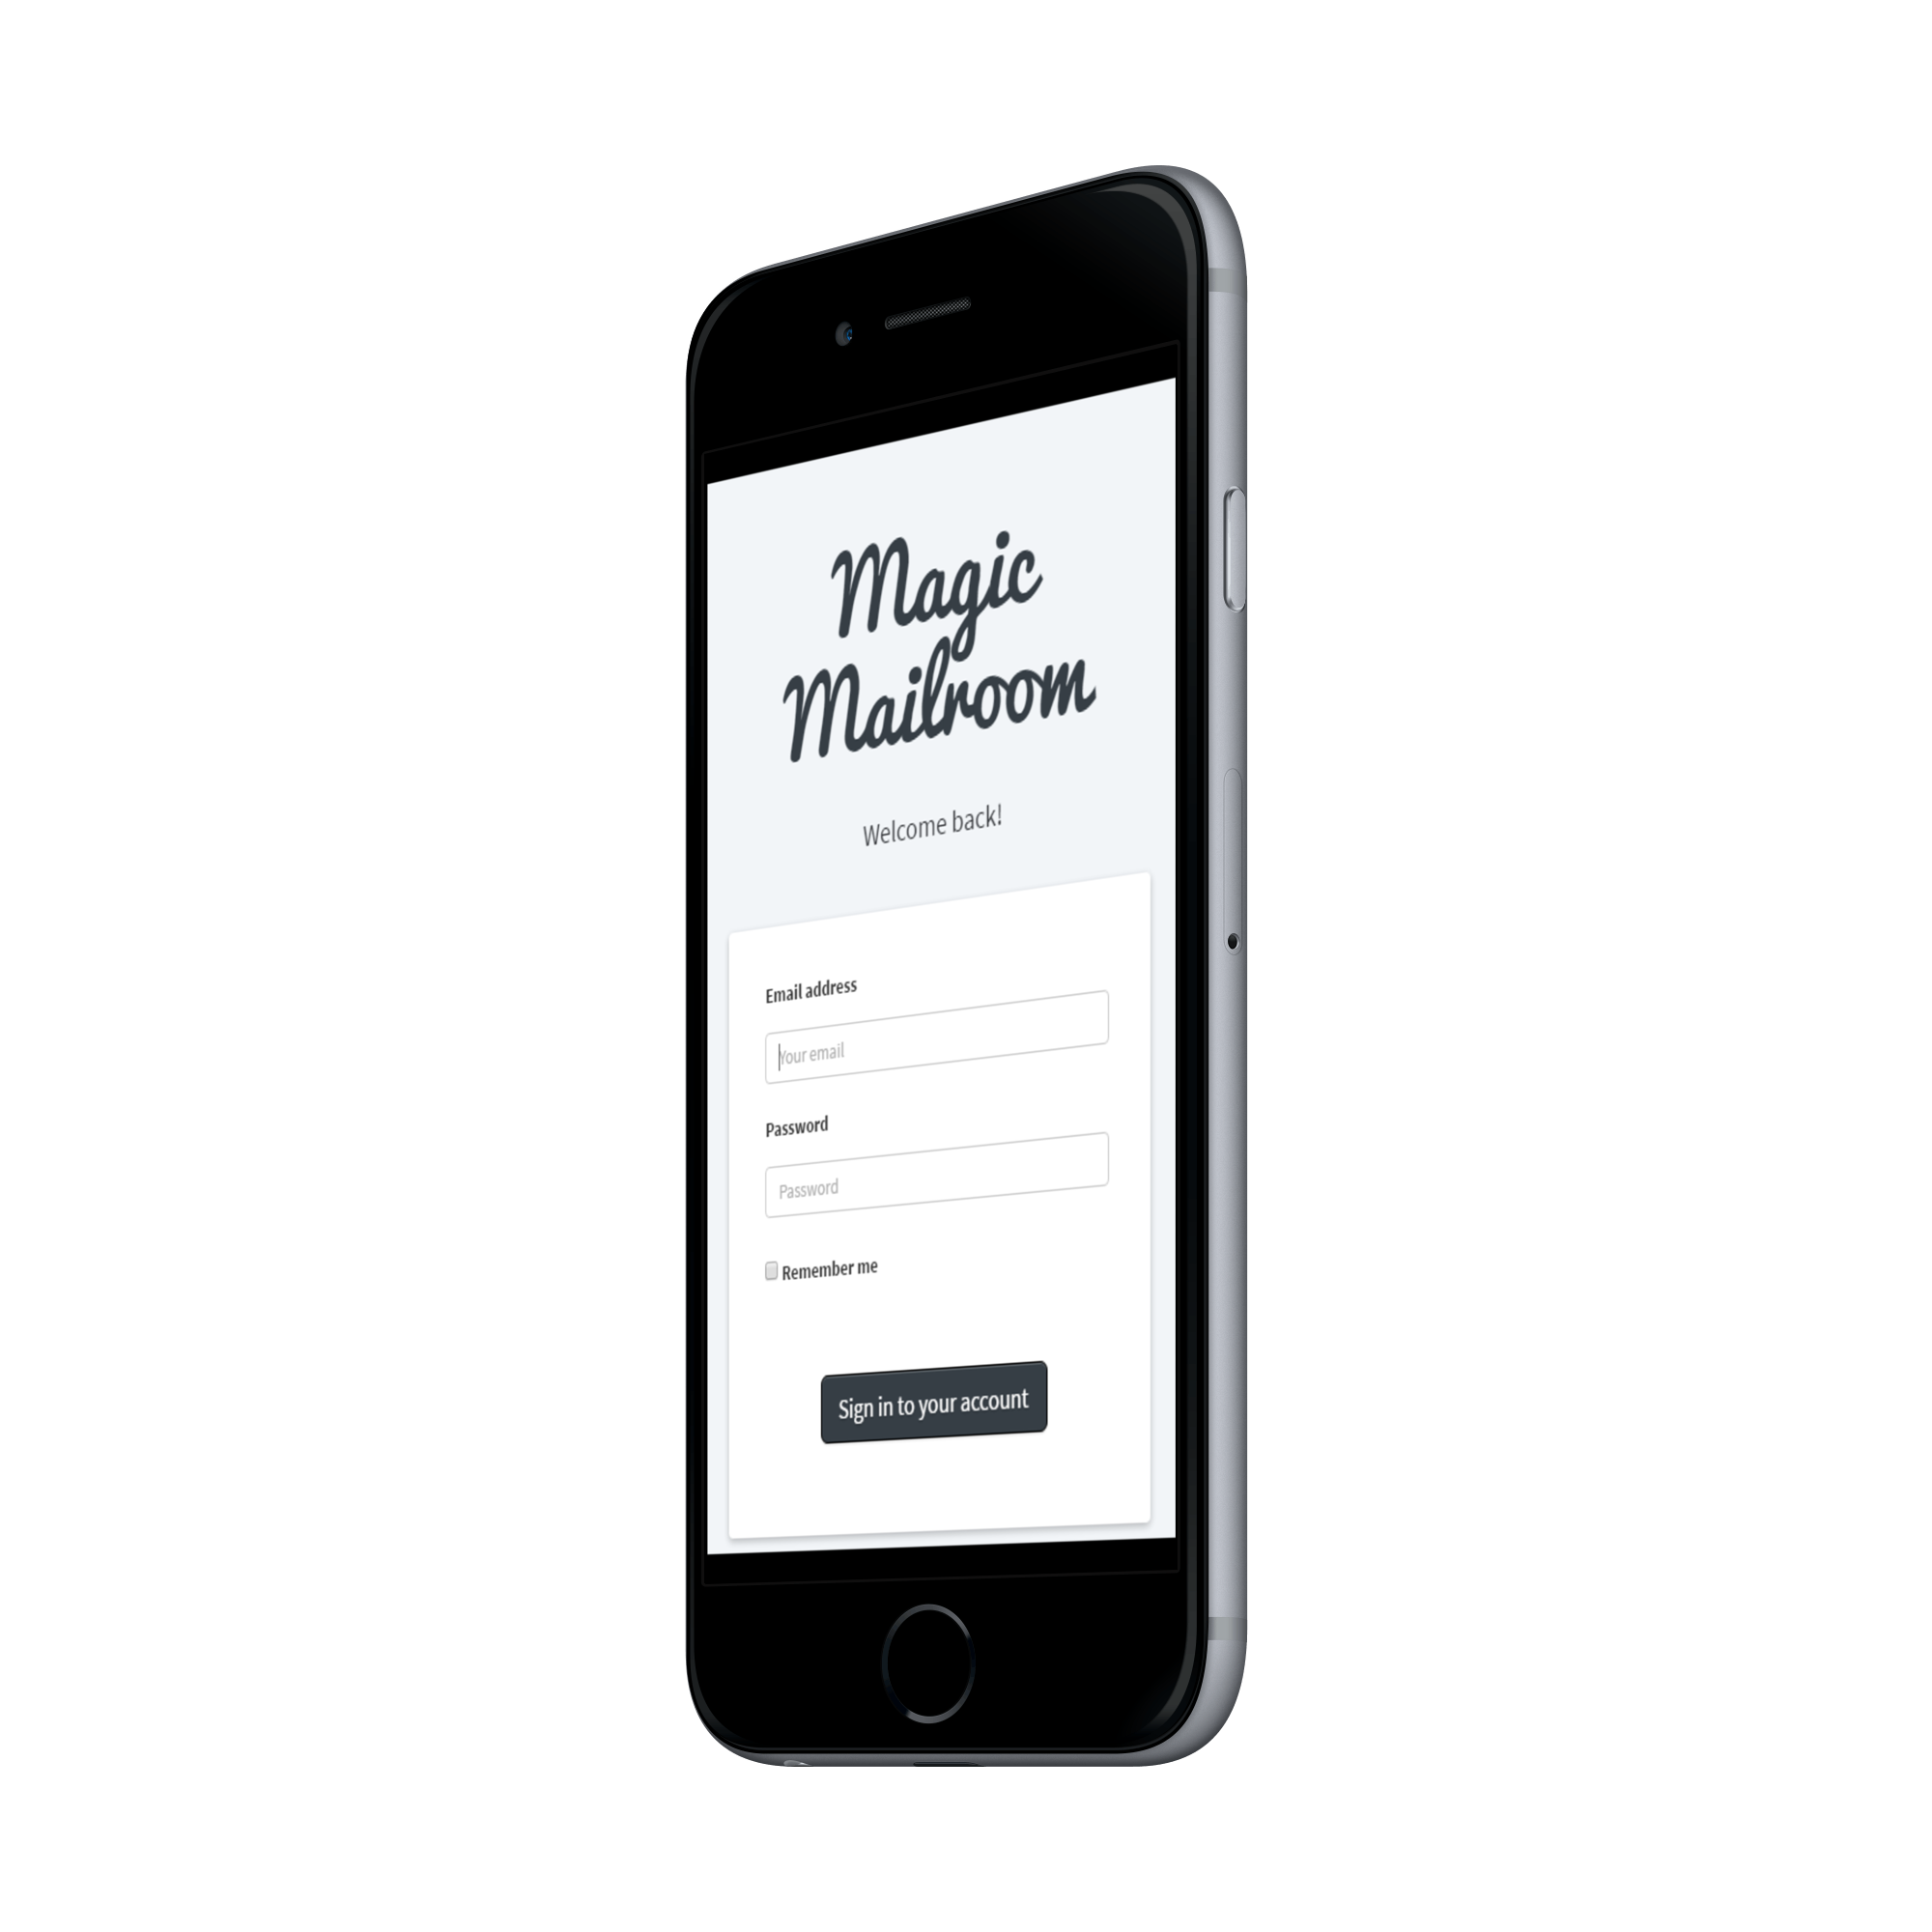 Magic
Mailroom
Welcome back!
Email address
Your email
Password
Password
Remember me
Sign in to your account